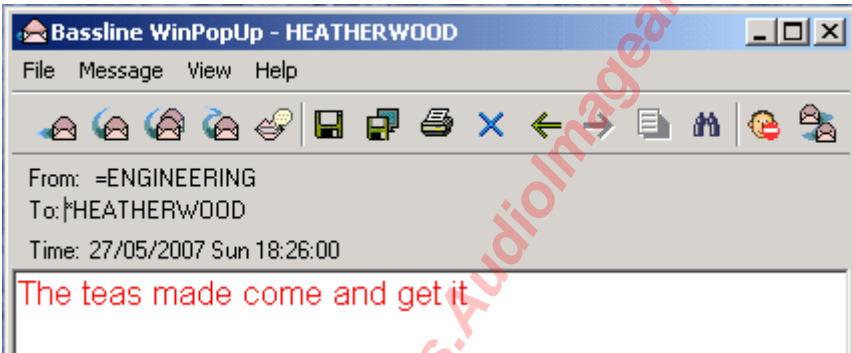 Bassline WinPopUp - HEATHERWOOD
File Message View Help
From: =ENGINEERING
To: *HEATHERWOOD
Time: 27/05/2007 Sun 18:26:00
The teas made come and get it
s.AudioImagear